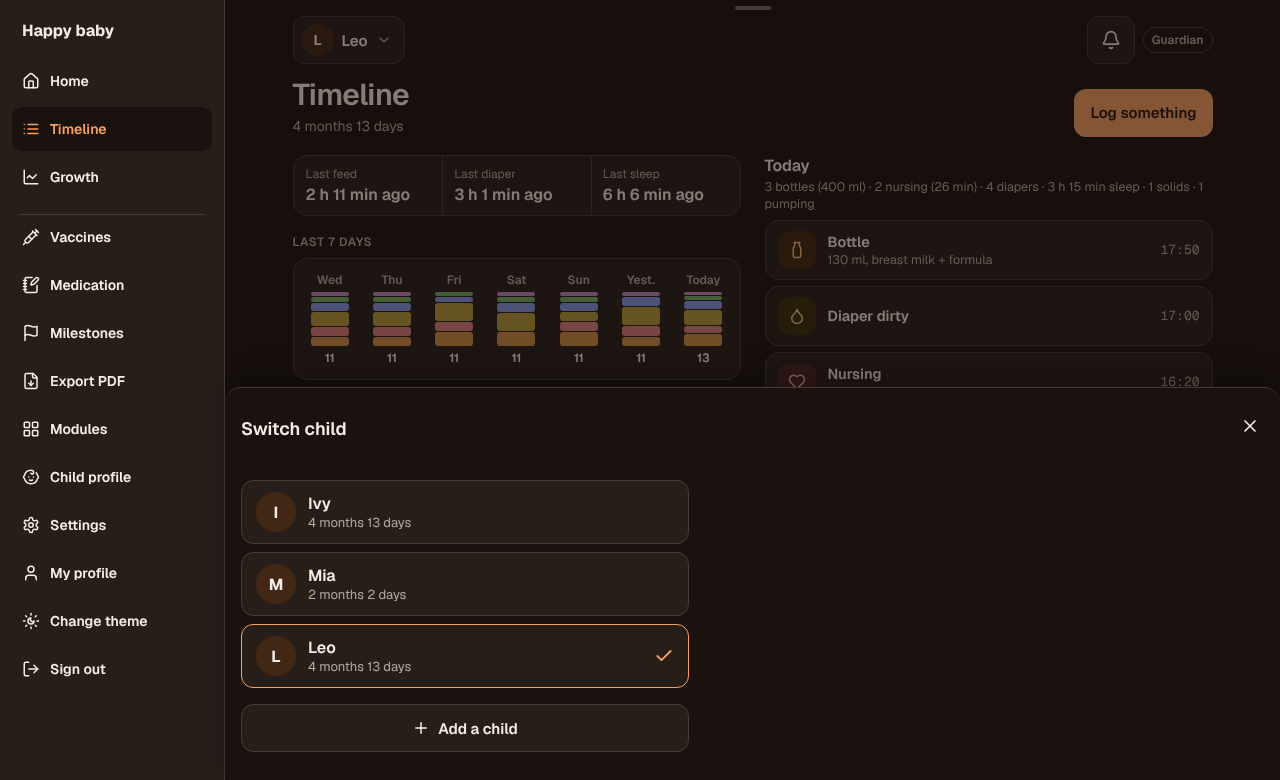 Happy baby
Home
Timeline
Growth
Vaccines
Medication
Milestones
Export PDF
Modules
Child profile
Settings
My profile
Change theme
Sign out
L Leo
Guardian
Timeline
4 months 13 days
Log something
Last feed
2 h 11 min ago
Last diaper
3 h 1 min ago
Last sleep
6 h 6 min ago
LAST 7 DAYS
Wed Thu Fri Sat Sun Yest. Today
11 11 11 11 11 11 13
Today
3 bottles (400 ml) · 2 nursing (26 min) · 4 diapers · 3 h 15 min sleep · 1 solids · 1
pumping
Bottle
130 ml, breast milk + formula
17:50
Diaper dirty
17:00
Nursing
16:20
Switch child
I
Ivy
4 months 13 days
M
Mia
2 months 2 days
L
Leo
4 months 13 days
Add a child